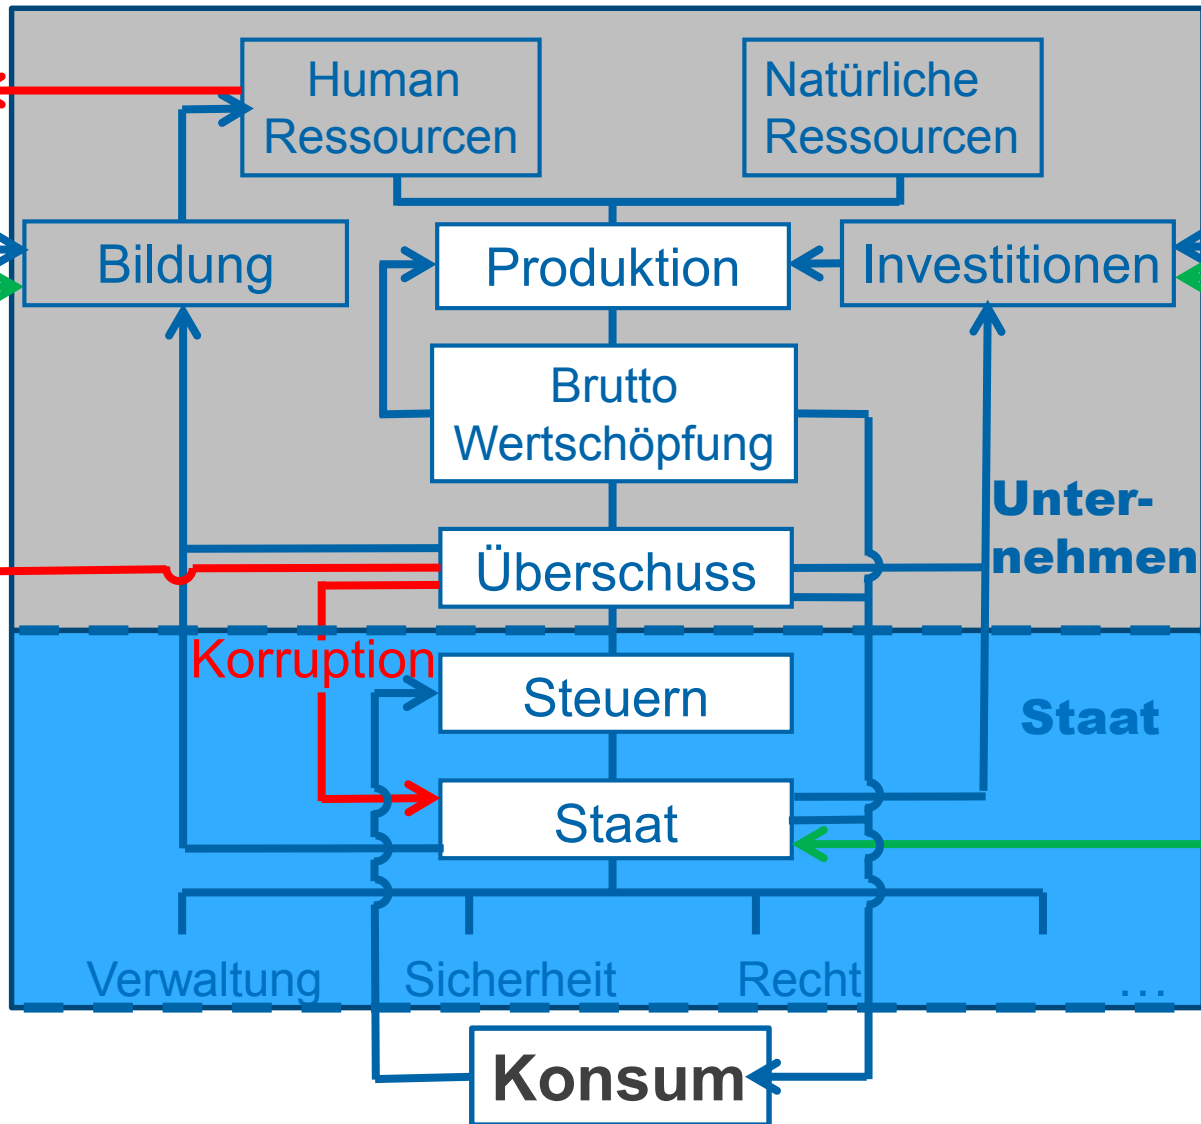 Human
Ressourcen
Natürliche
Ressourcen
Bildung
Produktion
Investitionen
Brutto
Wertschöpfung
Unter-
nehmen
Überschuss
Korruption
Steuern
Staat
Staat
Verwaltung
Sicherheit
Recht
...
Konsum